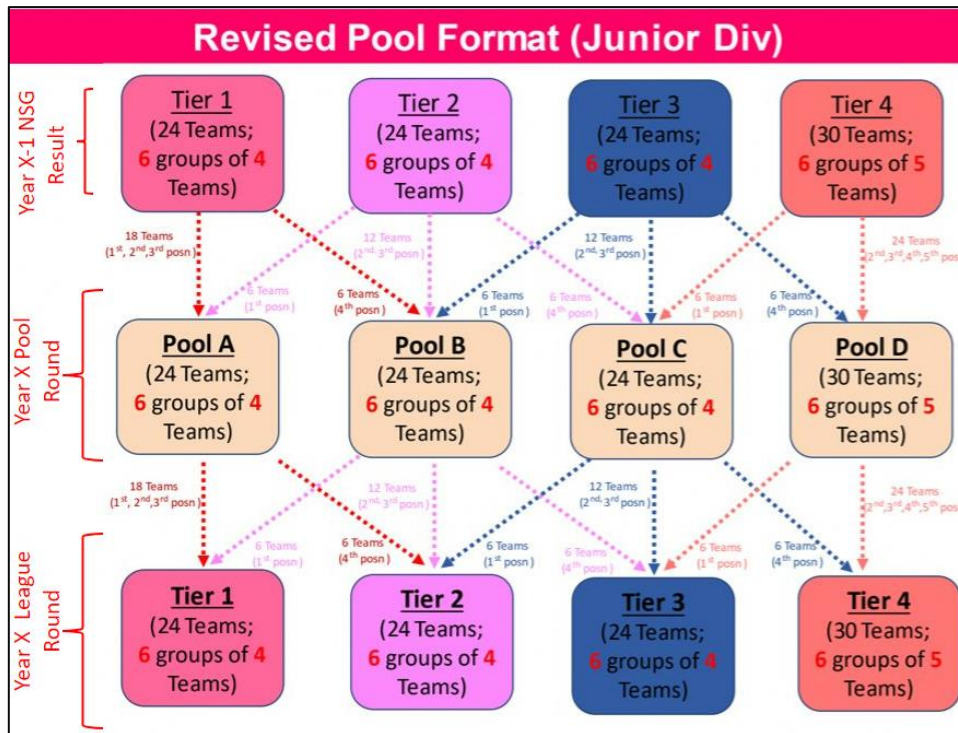 Revised Pool Format (Junior Div)
Year X-1 NSG
Result
Tier 1
(24 Teams;
6 groups of 4
Teams)
Tier 2
(24 Teams;
6 groups of 4
Teams)
Tier 3
(24 Teams;
6 groups of 4
Teams)
Tier 4
(30 Teams;
6 groups of 5
Teams)
18 Teams
(1st, 2nd,3rd posn)
6 Teams
(1st posn)
6 Teams
(4th posn)
12 Teams
(2nd, 3rd posn)
6 Teams
(1st posn)
6 Teams
(4th posn)
12 Teams
(2nd, 3rd posn)
6 Teams
(1st posn)
6 Teams
(4th posn)
24 Teams
(2nd,3rd,4th,5th pos
Year X Pool
Round
Pool A
(24 Teams;
6 groups of 4
Teams)
Pool B
(24 Teams;
6 groups of 4
Teams)
Pool C
(24 Teams;
6 groups of 4
Teams)
Pool D
(30 Teams;
6 groups of 5
Teams)
18 Teams
(1st, 2nd,3rd posn)
6 Teams
(1st posn)
6 Teams
(4th posn)
12 Teams
(2nd, 3rd posn)
6 Teams
(1st posn)
6 Teams
(4th posn)
12 Teams
(2nd, 3rd posn)
6 Teams
(1st posn)
6 Teams
(4th posn)
24 Teams
(2nd,3rd,4th,5th pos
Year X League
Round
Tier 1
(24 Teams;
6 groups of 4
Teams)
Tier 2
(24 Teams;
6 groups of 4
Teams)
Tier 3
(24 Teams;
6 groups of 4
Teams)
Tier 4
(30 Teams;
6 groups of 5
Teams)